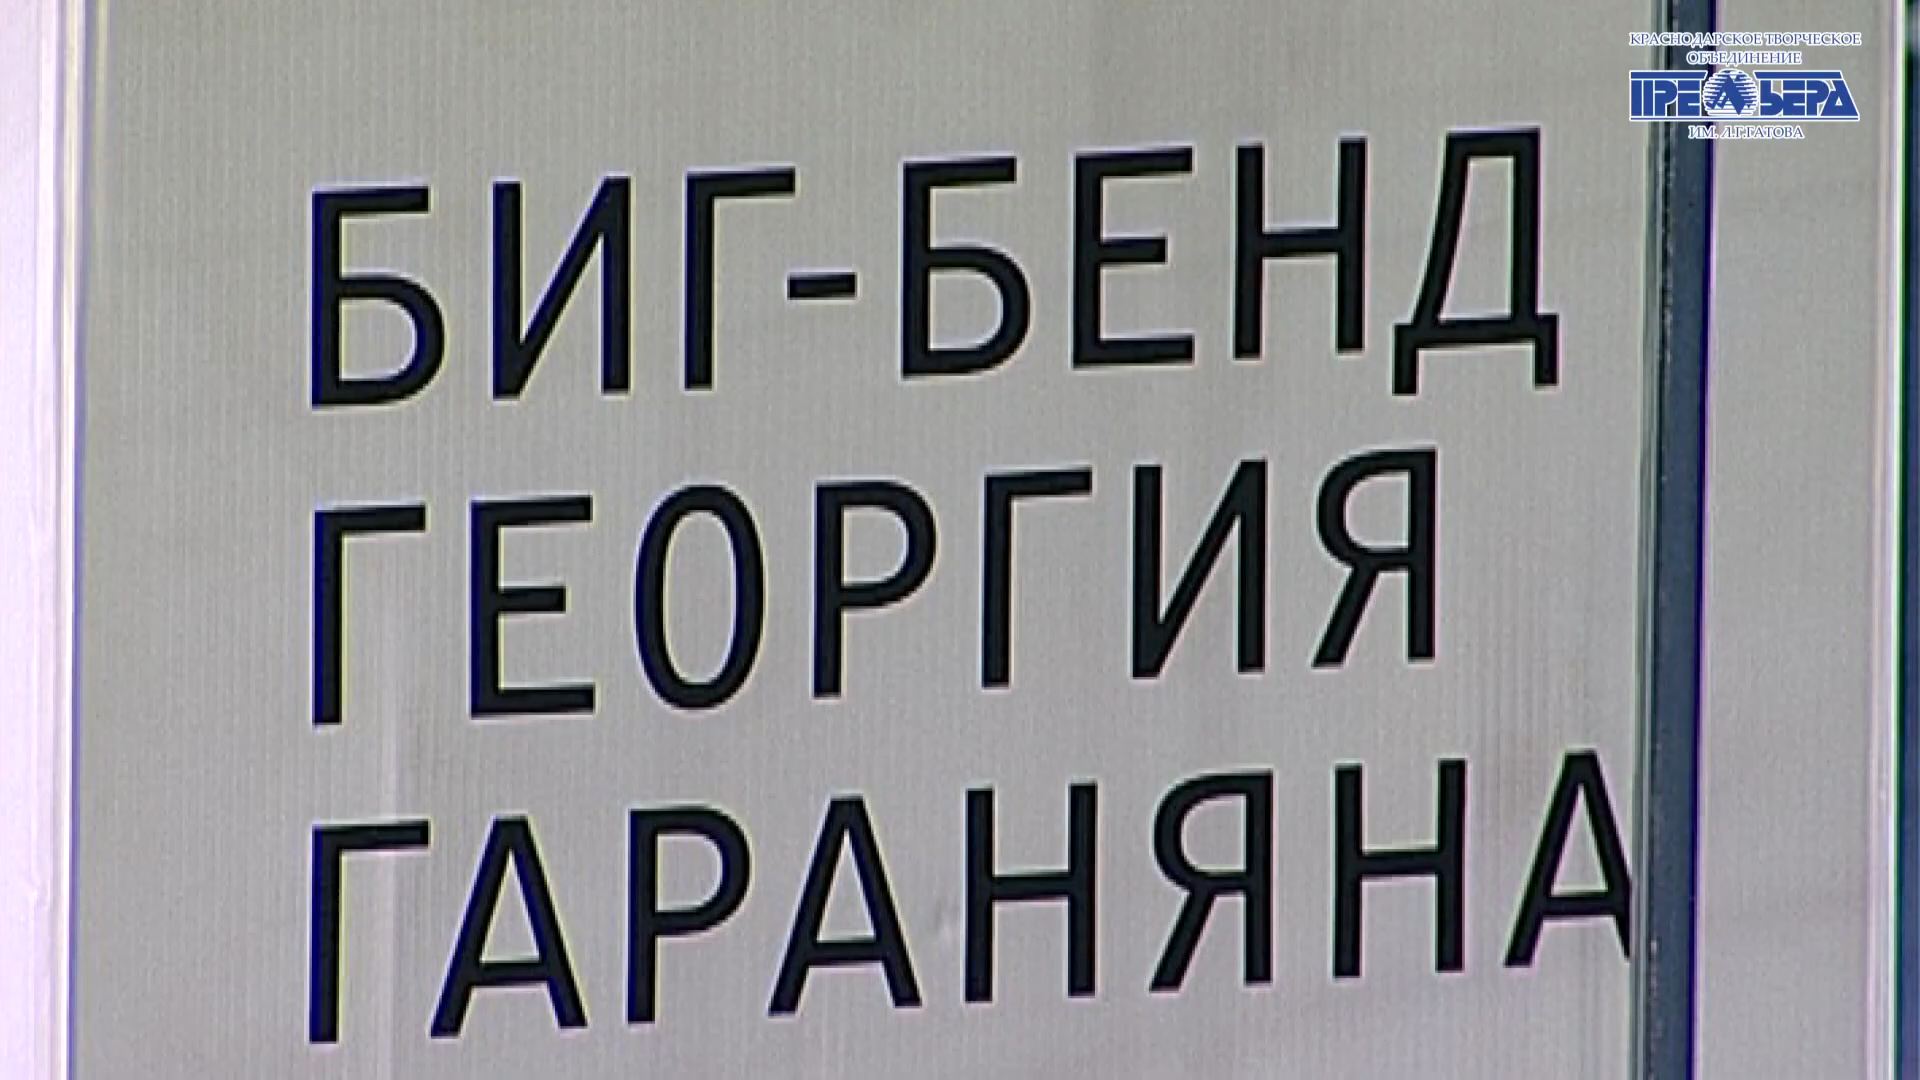 КРАСНОДАРСКОЕ ТВОРЧЕСКОЕ
ОБЪЕДИНЕНИЕ
ПРЕМЬЕРА
ИМ. Л.Г.ГАТОВА
БИГ-БЕНД
ГЕОРГИЯ
ГАРАНЯНА